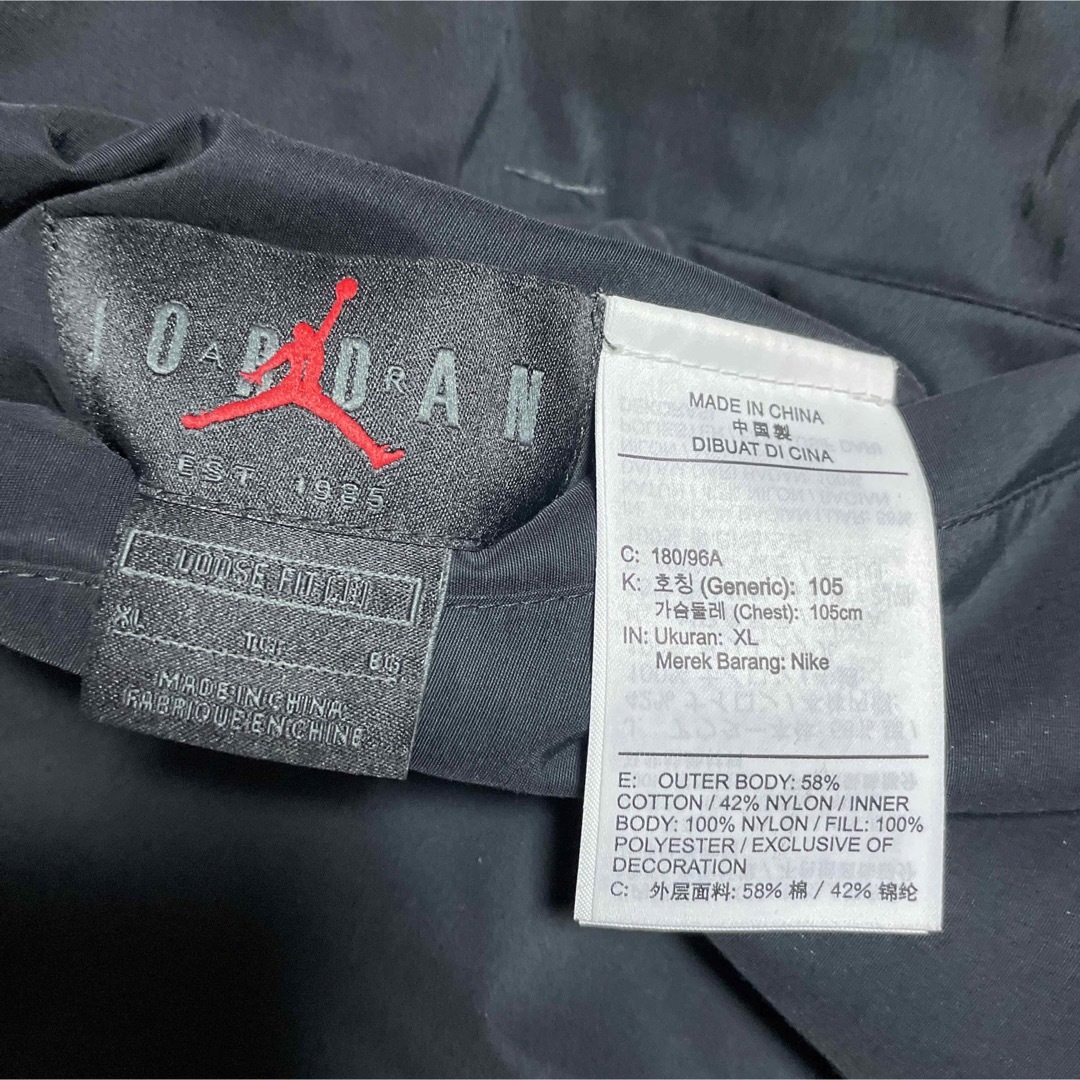 JORDAN
AIR
EST. 1985
LOOSE FIT
XL TG EG
MADE IN CHINA
FABRIQUE EN CHINE
MADE IN CHINA
中国製
DIBUAT DI CINA
C: 180/96A
K: 호칭 (Generic): 105
가슴둘레 (Chest): 105cm
IN: Ukuran: XL
Merek Barang: Nike
E: OUTER BODY: 58%
COTTON / 42% NYLON / INNER
BODY: 100% NYLON / FILL: 100%
POLYESTER / EXCLUSIVE OF
DECORATION
C: 外层面料: 58% 棉 / 42% 锦纶